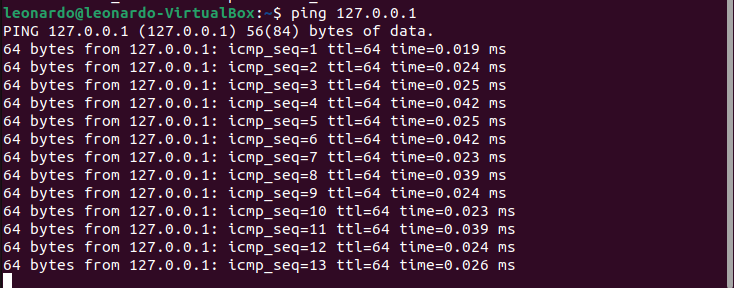 leonardo@leonardo-VirtualBox:~$ ping 127.0.0.1
PING 127.0.0.1 (127.0.0.1) 56(84) bytes of data.
64 bytes from 127.0.0.1: icmp_seq=1 ttl=64 time=0.019 ms
64 bytes from 127.0.0.1: icmp_seq=2 ttl=64 time=0.024 ms
64 bytes from 127.0.0.1: icmp_seq=3 ttl=64 time=0.025 ms
64 bytes from 127.0.0.1: icmp_seq=4 ttl=64 time=0.042 ms
64 bytes from 127.0.0.1: icmp_seq=5 ttl=64 time=0.025 ms
64 bytes from 127.0.0.1: icmp_seq=6 ttl=64 time=0.042 ms
64 bytes from 127.0.0.1: icmp_seq=7 ttl=64 time=0.023 ms
64 bytes from 127.0.0.1: icmp_seq=8 ttl=64 time=0.039 ms
64 bytes from 127.0.0.1: icmp_seq=9 ttl=64 time=0.024 ms
64 bytes from 127.0.0.1: icmp_seq=10 ttl=64 time=0.023 ms
64 bytes from 127.0.0.1: icmp_seq=11 ttl=64 time=0.039 ms
64 bytes from 127.0.0.1: icmp_seq=12 ttl=64 time=0.024 ms
64 bytes from 127.0.0.1: icmp_seq=13 ttl=64 time=0.026 ms